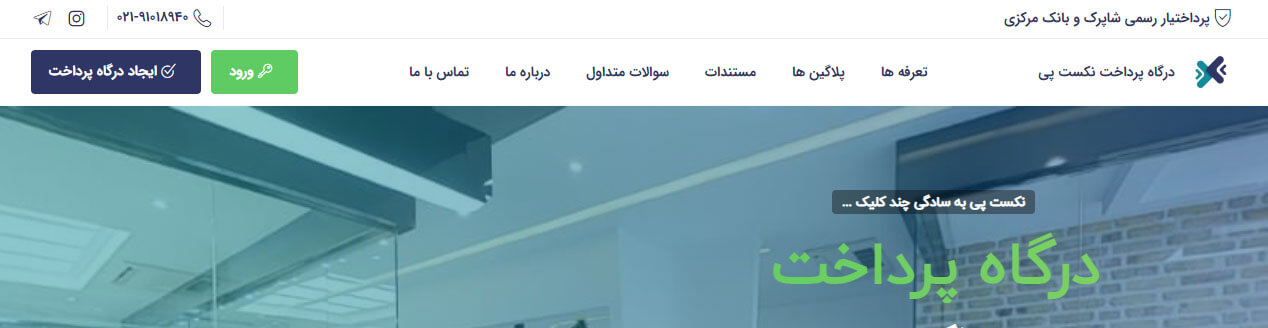 پرداختیار رسمی شاپرک و بانک مرکزی
۰۲۱-۹۱۰۱۸۹۴۰
درگاه پرداخت نکست پی
تعرفه ها
پلاگین ها
مستندات
سوالات متداول
درباره ما
تماس با ما
ورود
ایجاد درگاه پرداخت
نکست پی به سادگی چند کلیک ...
درگاه پرداخت